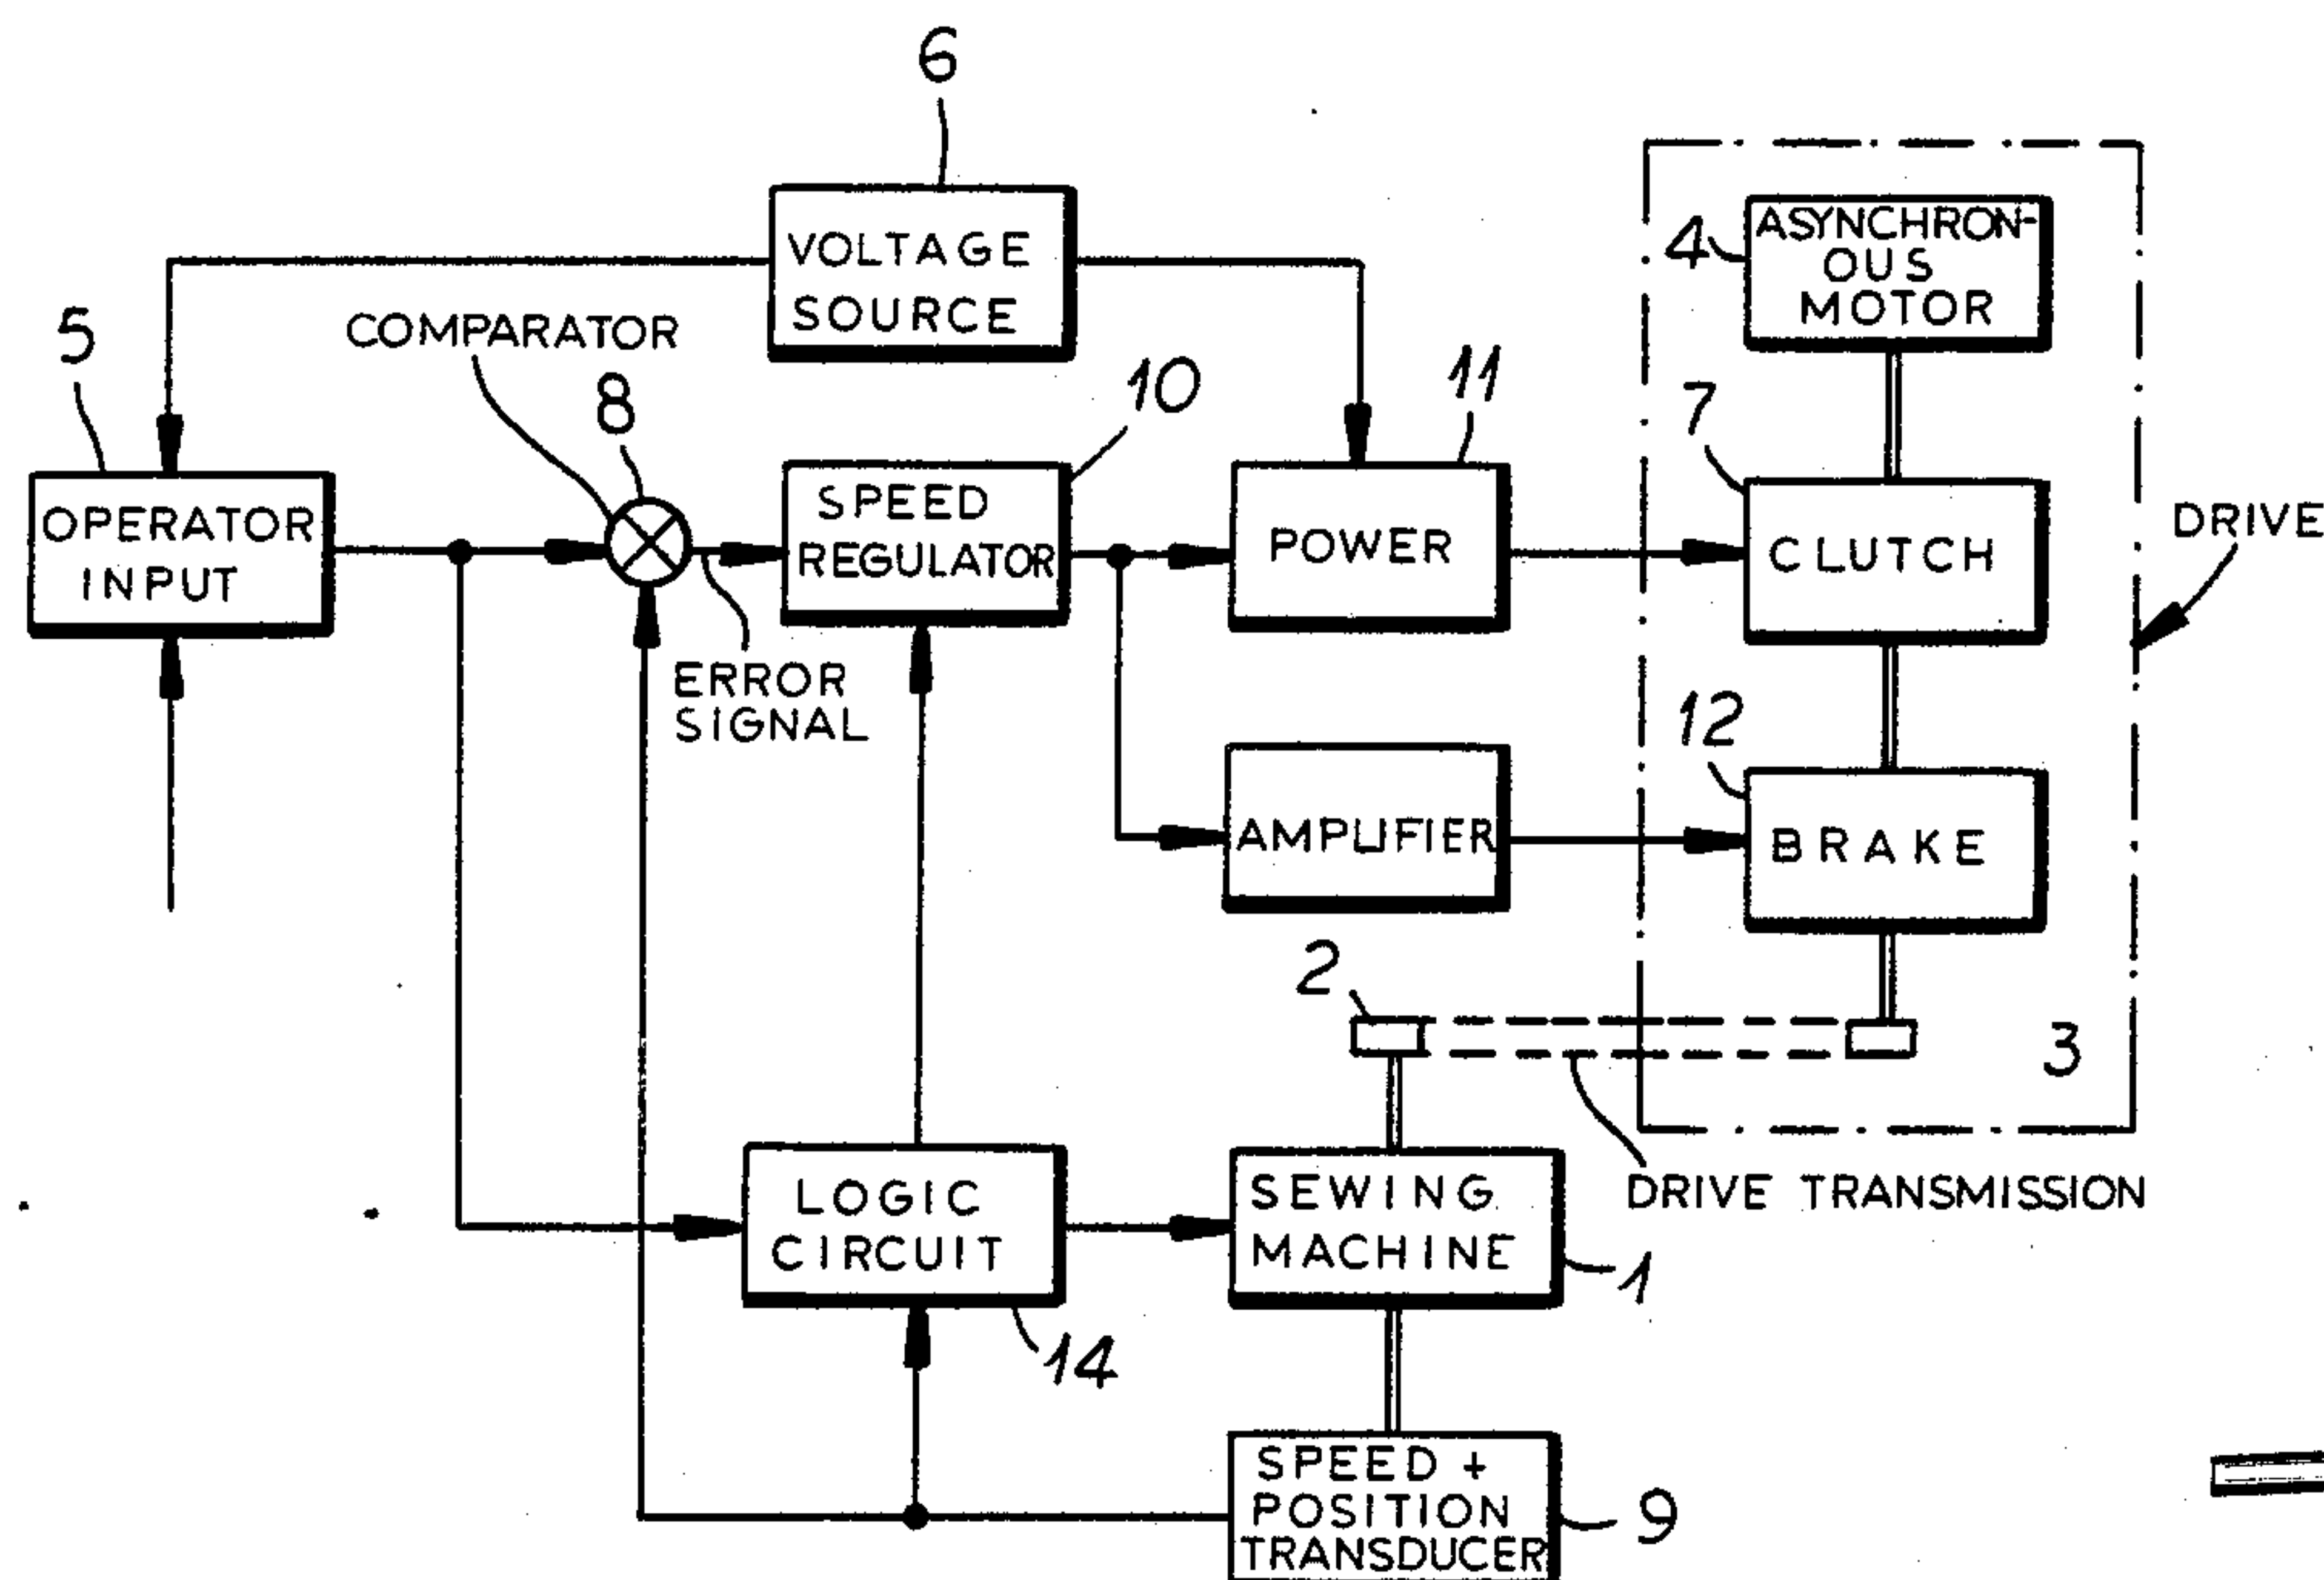 6
VOLTAGE
SOURCE
5
COMPARATOR
8
10
11
4
ASYNCHRON-
OUS
MOTOR
7
OPERATOR
INPUT
SPEED
REGULATOR
POWER
CLUTCH
DRIVE
ERROR
SIGNAL
12
AMPLIFIER
BRAKE
2
3
LOGIC
CIRCUIT
14
SEWING
MACHINE
1
DRIVE TRANSMISSION
SPEED +
POSITION
TRANSDUCER
9